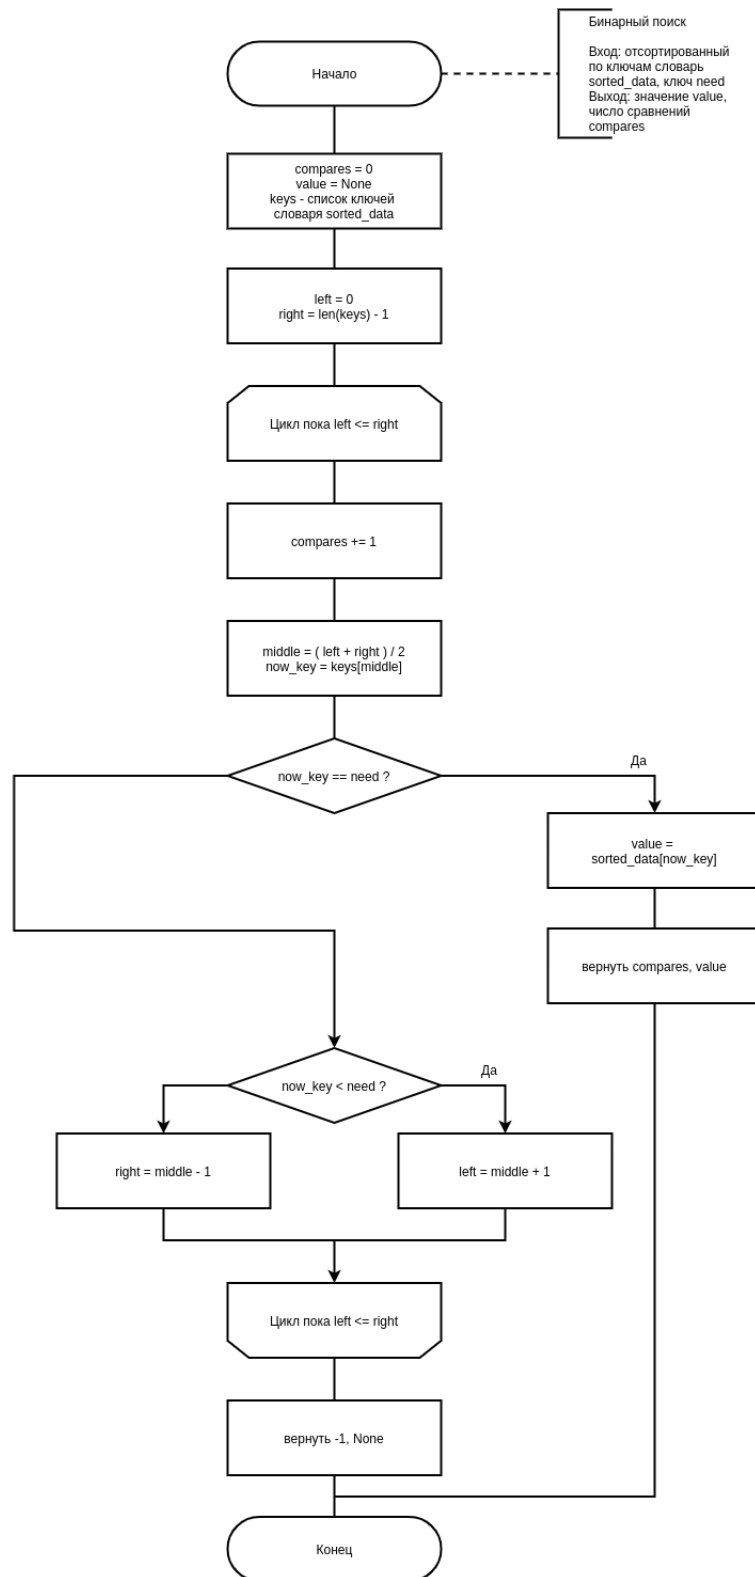 Бинарный поиск
Вход: отсортированный
по ключам словарь
sorted_data, ключ need
Выход: значение value,
число сравнений
compares
Начало
compares = 0
value = None
keys - список ключей
словаря sorted_data
left = 0
right = len(keys) - 1
Цикл пока left <= right
compares += 1
middle = ( left + right ) / 2
now_key = keys[middle]
now_key == need ?
Да
value =
sorted_data[now_key]
вернуть compares, value
now_key < need ?
Да
right = middle - 1
left = middle + 1
Цикл пока left <= right
вернуть -1, None
Конец